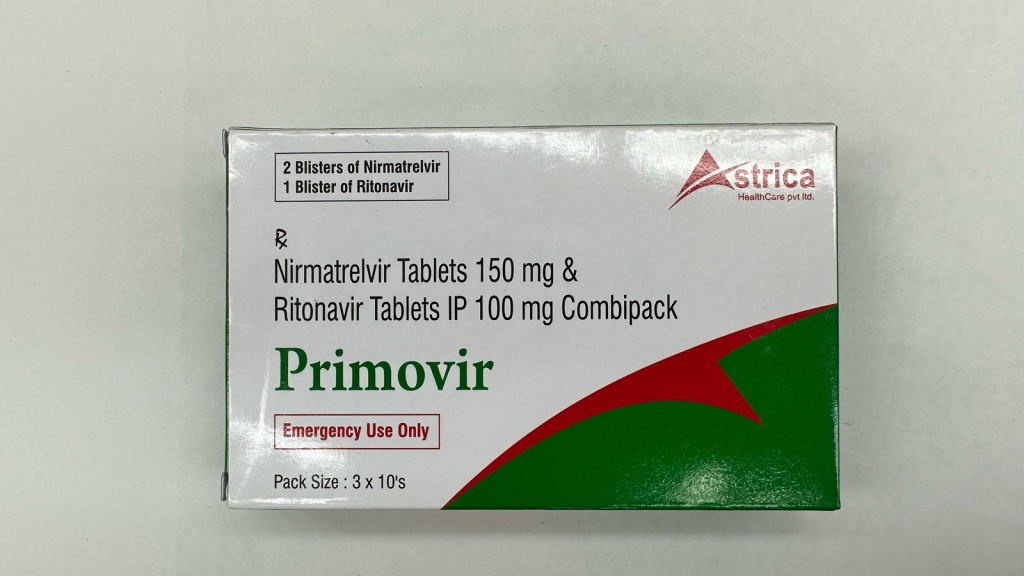 2 Blisters of Nirmatrelvir
1 Blister of Ritonavir
Astrica
HealthCare pvt ltd.
℞
Nirmatrelvir Tablets 150 mg &
Ritonavir Tablets IP 100 mg Combipack
Primovir
Emergency Use Only
Pack Size : 3 x 10's